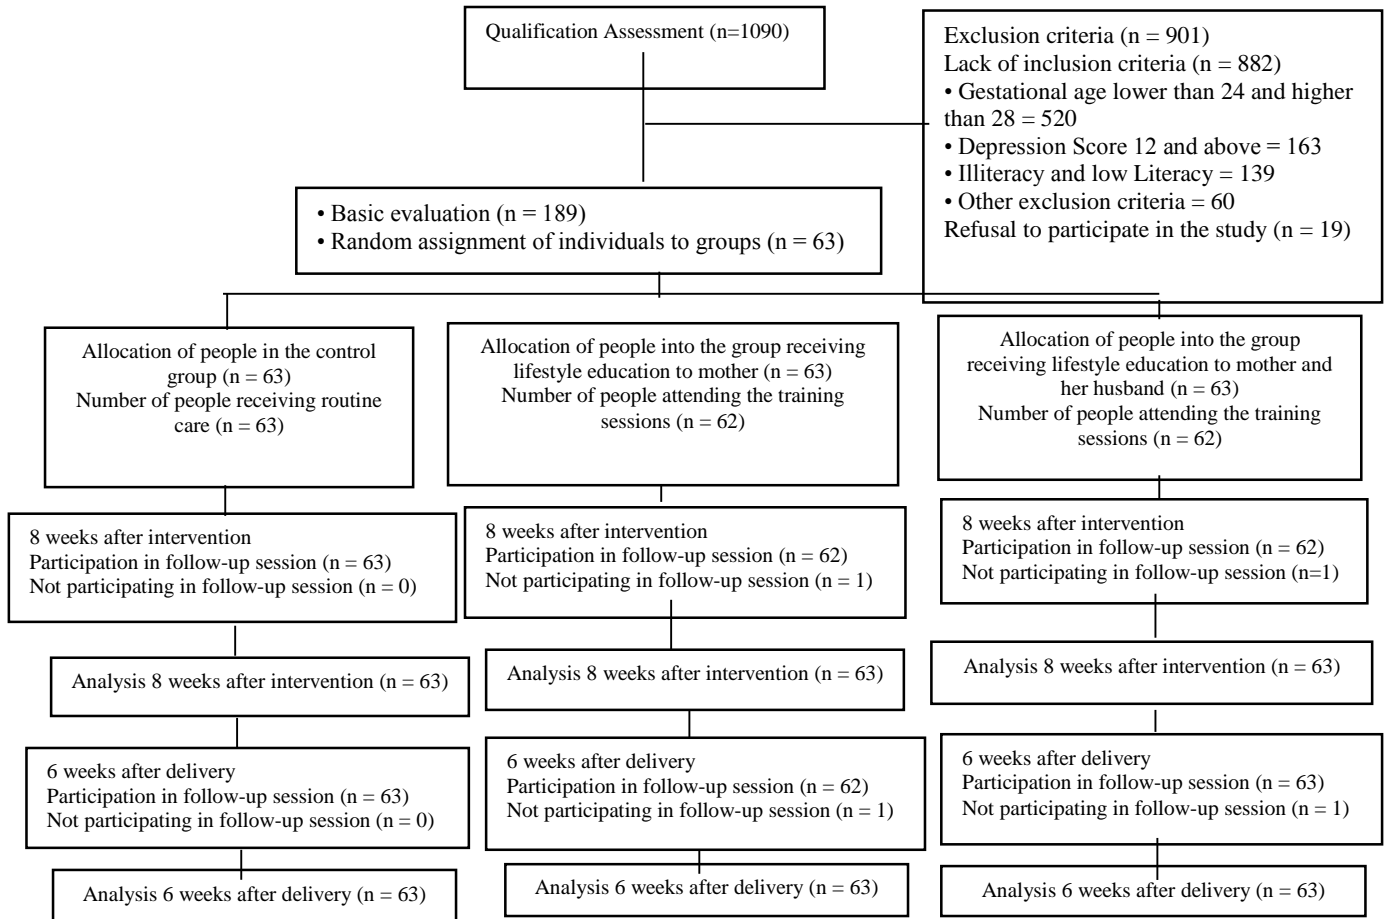 Qualification Assessment (n=1090)
Exclusion criteria (n = 901)
Lack of inclusion criteria (n = 882)
• Gestational age lower than 24 and higher
than 28 = 520
• Depression Score 12 and above = 163
• Illiteracy and low Literacy = 139
• Other exclusion criteria = 60
Refusal to participate in the study (n = 19)
• Basic evaluation (n = 189)
• Random assignment of individuals to groups (n = 63)
Allocation of people in the control
group (n = 63)
Number of people receiving routine
care (n = 63)
Allocation of people into the group receiving
lifestyle education to mother (n = 63)
Number of people attending the training
sessions (n = 62)
Allocation of people into the group
receiving lifestyle education to mother and
her husband (n = 63)
Number of people attending the training
sessions (n = 62)
8 weeks after intervention
Participation in follow-up session (n = 63)
Not participating in follow-up session (n = 0)
8 weeks after intervention
Participation in follow-up session (n = 62)
Not participating in follow-up session (n = 1)
8 weeks after intervention
Participation in follow-up session (n = 62)
Not participating in follow-up session (n=1)
Analysis 8 weeks after intervention (n = 63)
Analysis 8 weeks after intervention (n = 63)
Analysis 8 weeks after intervention (n = 63)
6 weeks after delivery
Participation in follow-up session (n = 63)
Not participating in follow-up session (n = 0)
6 weeks after delivery
Participation in follow-up session (n = 62)
Not participating in follow-up session (n = 1)
6 weeks after delivery
Participation in follow-up session (n = 63)
Not participating in follow-up session (n = 1)
Analysis 6 weeks after delivery (n = 63)
Analysis 6 weeks after delivery (n = 63)
Analysis 6 weeks after delivery (n = 63)